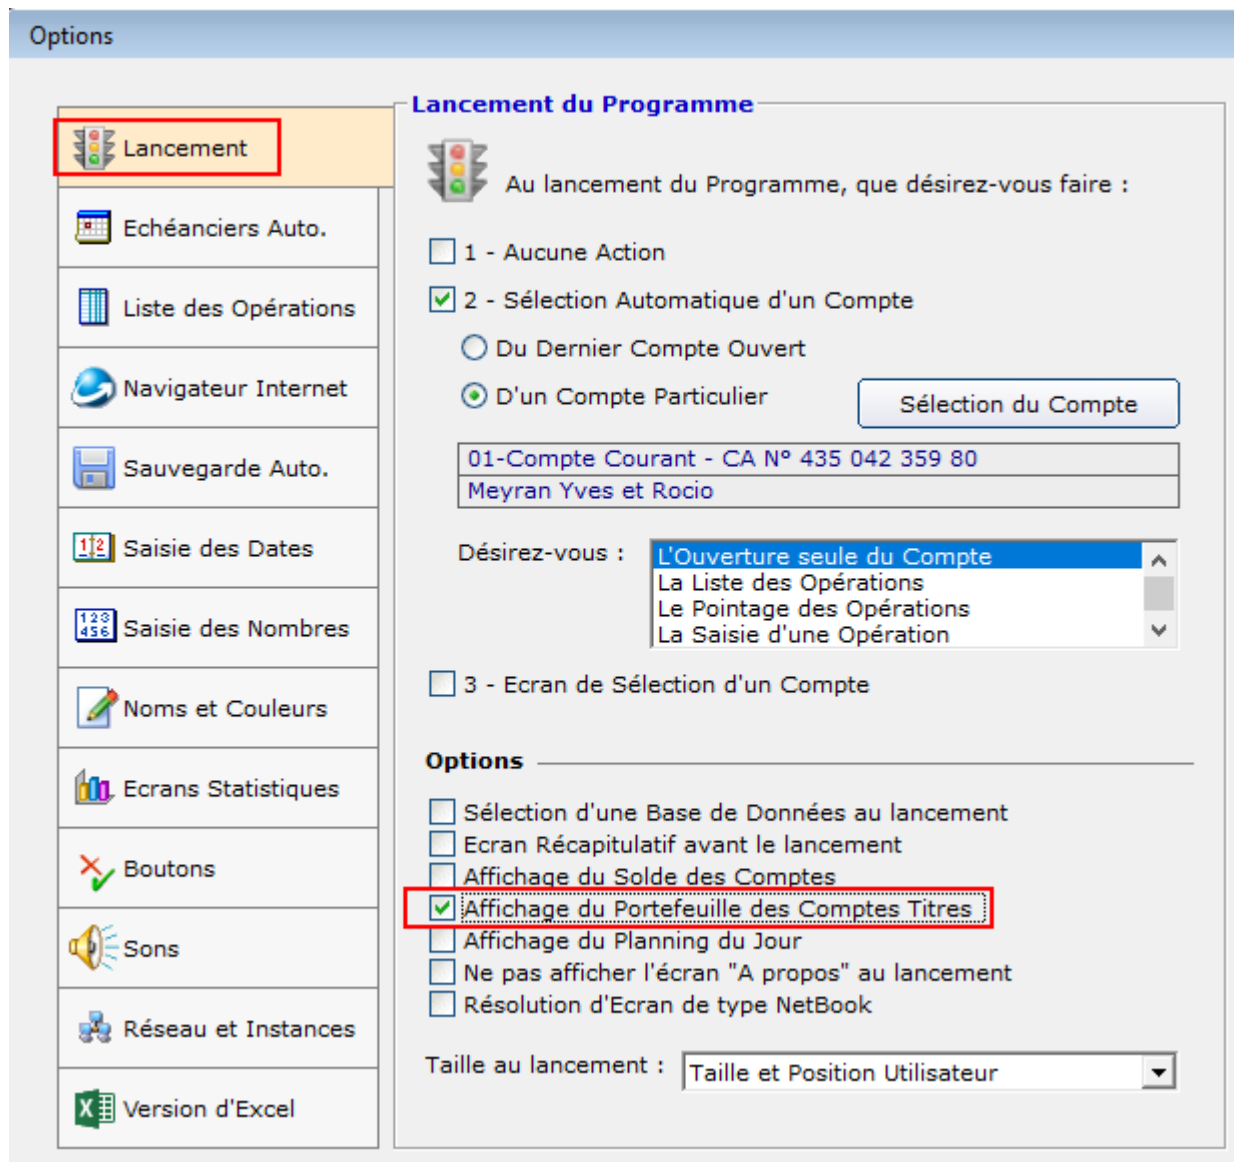 Options
Lancement
Echéanciers Auto.
Liste des Opérations
Navigateur Internet
Sauvegarde Auto.
Saisie des Dates
Saisie des Nombres
Noms et Couleurs
Ecrans Statistiques
Boutons
Sons
Réseau et Instances
Version d'Excel
Lancement du Programme
Au lancement du Programme, que désirez-vous faire :
1 - Aucune Action
2 - Sélection Automatique d'un Compte
Du Dernier Compte Ouvert
D'un Compte Particulier
Sélection du Compte
01-Compte Courant - CA N° 435 042 359 80
Meyran Yves et Rocio
Désirez-vous :
L'Ouverture seule du Compte
La Liste des Opérations
Le Pointage des Opérations
La Saisie d'une Opération
3 - Ecran de Sélection d'un Compte
Options
Sélection d'une Base de Données au lancement
Ecran Récapitulatif avant le lancement
Affichage du Solde des Comptes
Affichage du Portefeuille des Comptes Titres
Affichage du Planning du Jour
Ne pas afficher l'écran "A propos" au lancement
Résolution d'Ecran de type NetBook
Taille au lancement :
Taille et Position Utilisateur